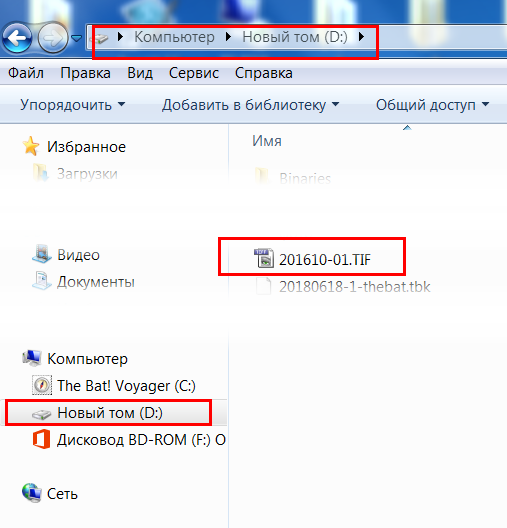 Компьютер Новый том (D:)
Файл Правка Вид Сервис Справка
Упорядочить Добавить в библиотеку Общий доступ
Избранное
Загрузки
Видео
Документы
Компьютер
The Bat! Voyager (C:)
Новый том (D:)
Дисковод BD-ROM (F:) O
Сеть
Имя
Binaries
201610-01.TIF
20180618-1-thebat.tbk